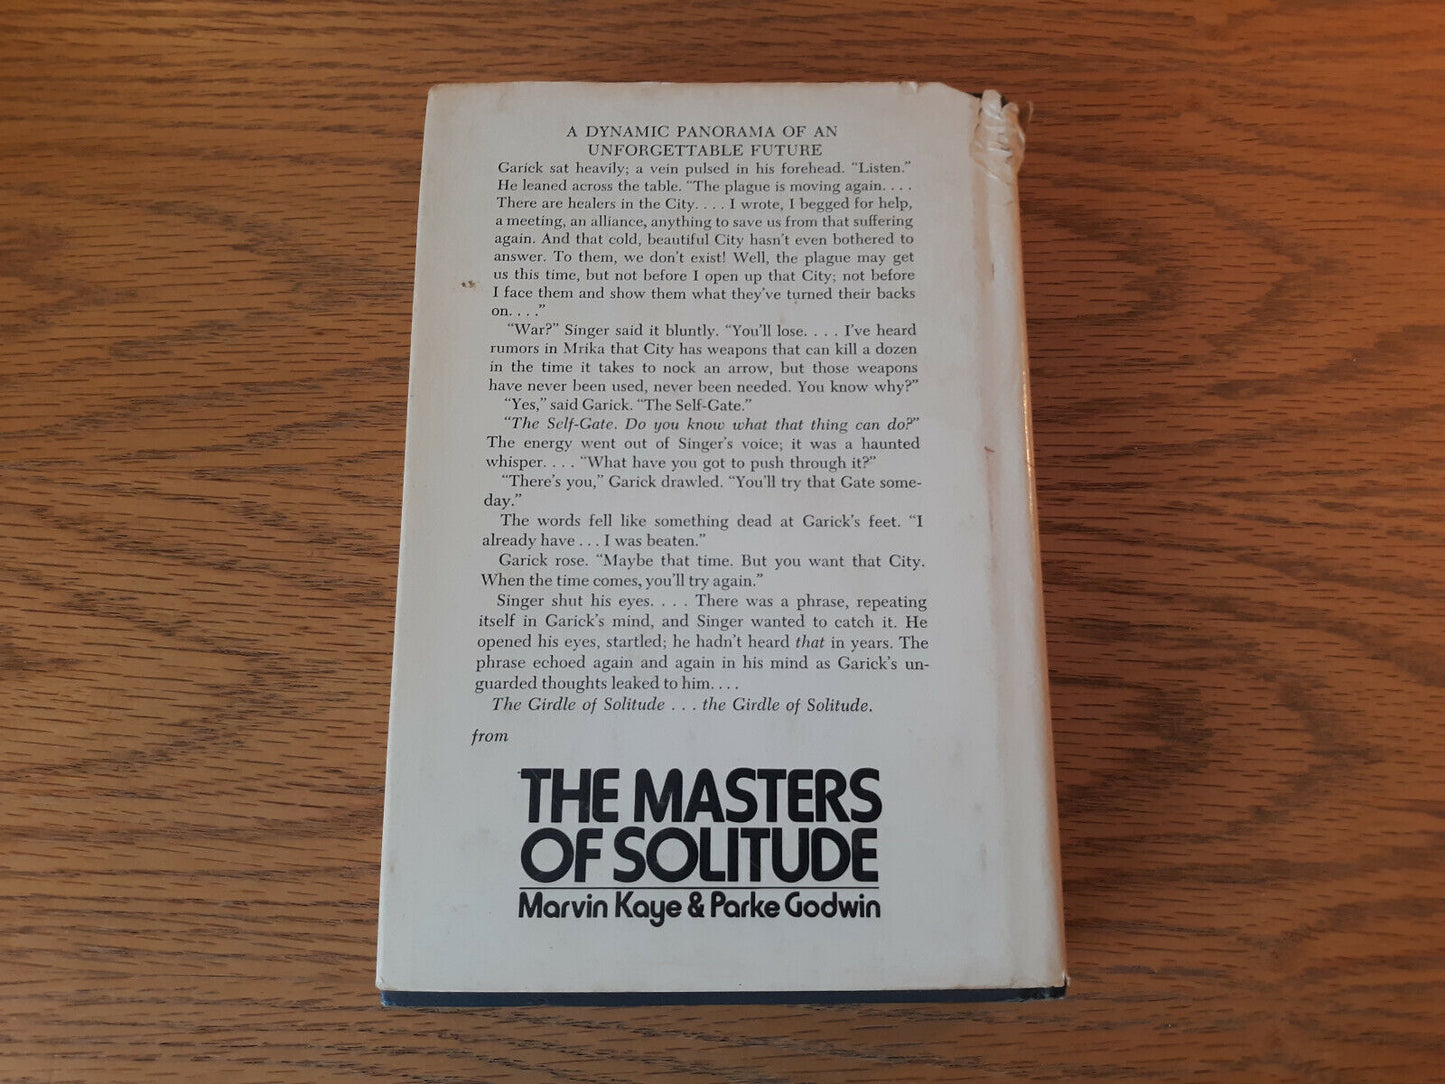 A DYNAMIC PANORAMA OF AN
UNFORGETTABLE FUTURE
Garick sat heavily; a vein pulsed in his forehead. “Listen.”
He leaned across the table. “The plague is moving again. . . .
There are healers in the City. . . . I wrote, I begged for help,
a meeting, an alliance, anything to save us from that suffering
again. And that cold, beautiful City hasn’t even bothered to
answer. To them, we don’t exist! Well, the plague may get
us this time, but not before I open up that City; not before
I face them and show them what they’ve turned their backs
on. . . .”
“War?” Singer said it bluntly. “You’ll lose. . . . I’ve heard
rumors in Mrika that City has weapons that can kill a dozen
in the time it takes to nock an arrow, but those weapons
have never been used, never been needed. You know why?”
“Yes,” said Garick. “The Self-Gate.”
“The Self-Gate. Do you know what that thing can do?”
The energy went out of Singer’s voice; it was a haunted
whisper. . . . “What have you got to push through it?”
“There’s you,” Garick drawled. “You’ll try that Gate some-
day.”
The words fell like something dead at Garick’s feet. “I
already have . . . I was beaten.”
Garick rose. “Maybe that time. But you want that City.
When the time comes, you’ll try again.”
Singer shut his eyes. . . . There was a phrase, repeating
itself in Garick’s mind, and Singer wanted to catch it. He
opened his eyes, startled; he hadn’t heard that in years. The
phrase echoed again and again in his mind as Garick’s un-
guarded thoughts leaked to him. . . .
The Girdle of Solitude . . . the Girdle of Solitude.
from
THE MASTERS
OF SOLITUDE
Marvin Kaye & Parke Godwin